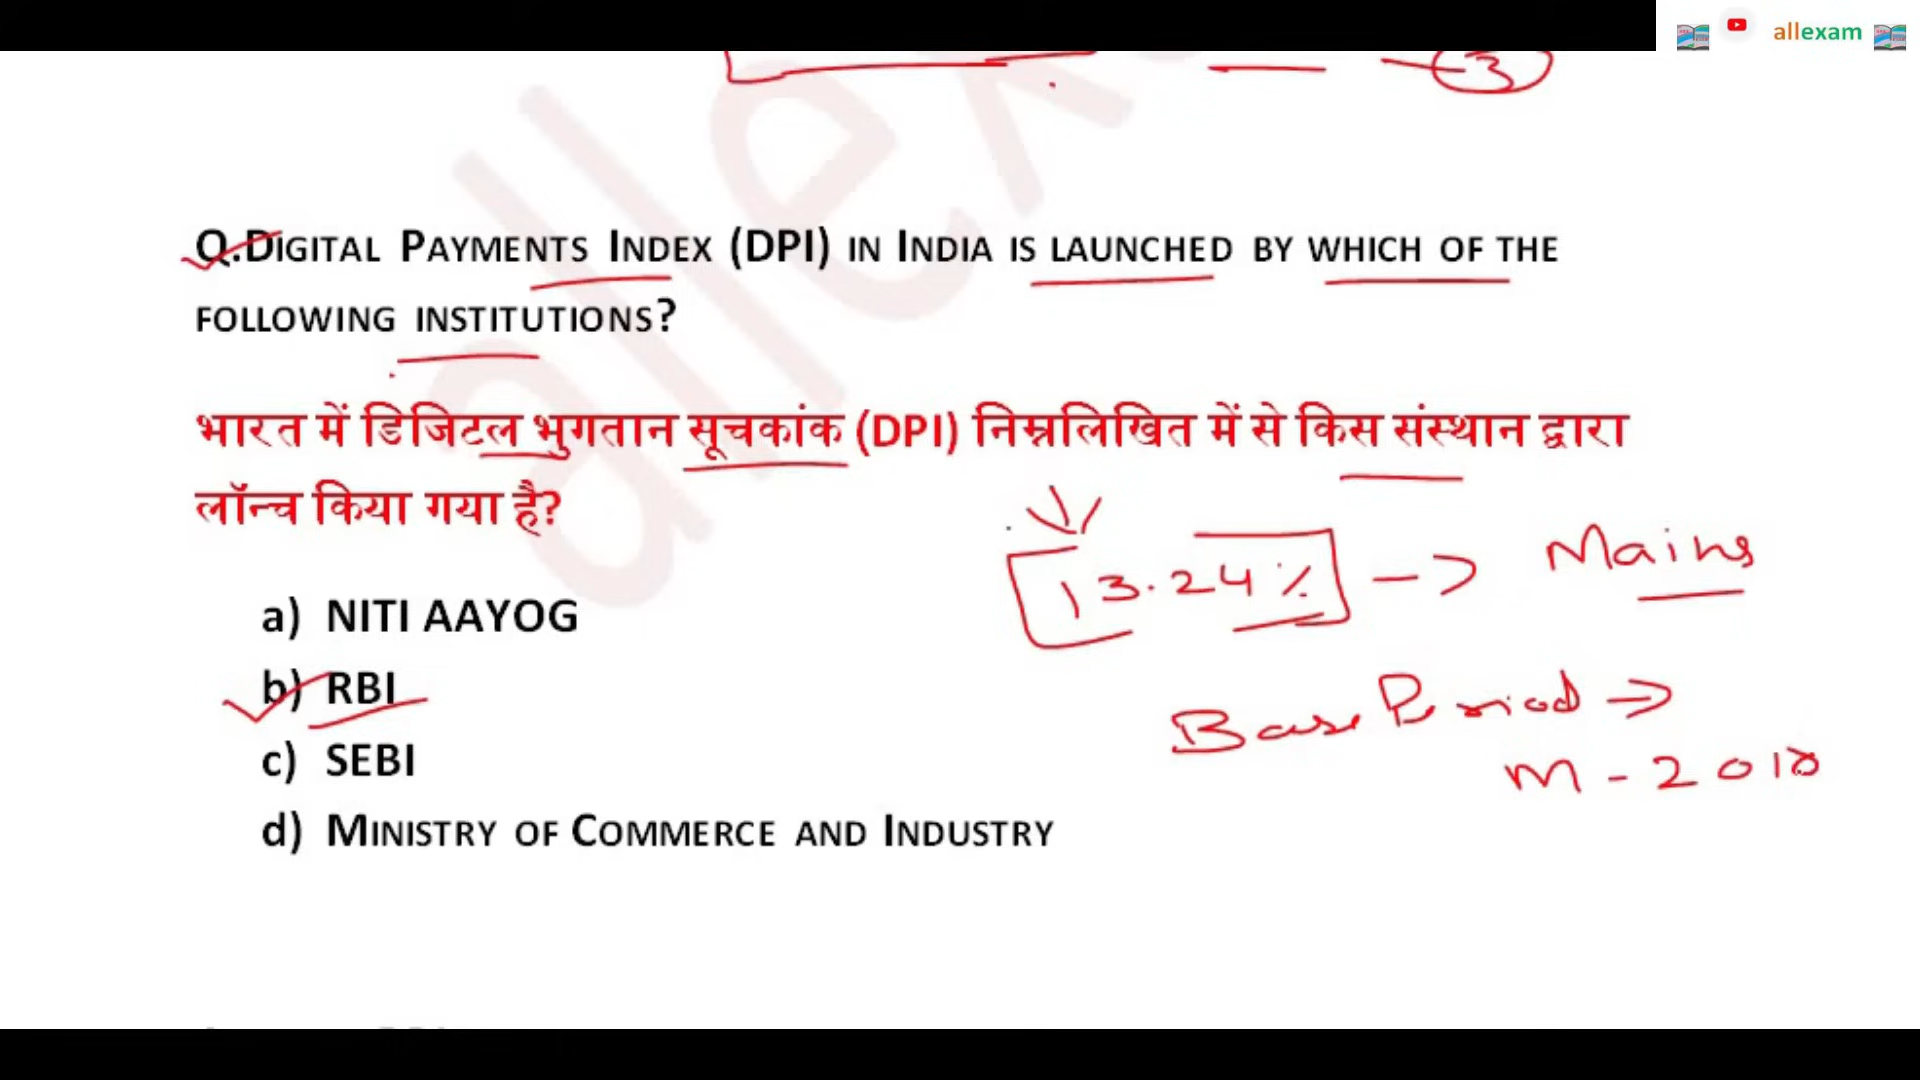 allexam
3
Q.DIGITAL PAYMENTS INDEX (DPI) IN INDIA IS LAUNCHED BY WHICH OF THE
FOLLOWING INSTITUTIONS?
भारत में डिजिटल भुगतान सूचकांक (DPI) निम्नलिखित में से किस संस्थान द्वारा
लॉन्च किया गया है?
13.24% -> Mains
a) NITI AAYOG
b) RBI
Base Period ->
c) SEBI
M - 2018
d) MINISTRY OF COMMERCE AND INDUSTRY